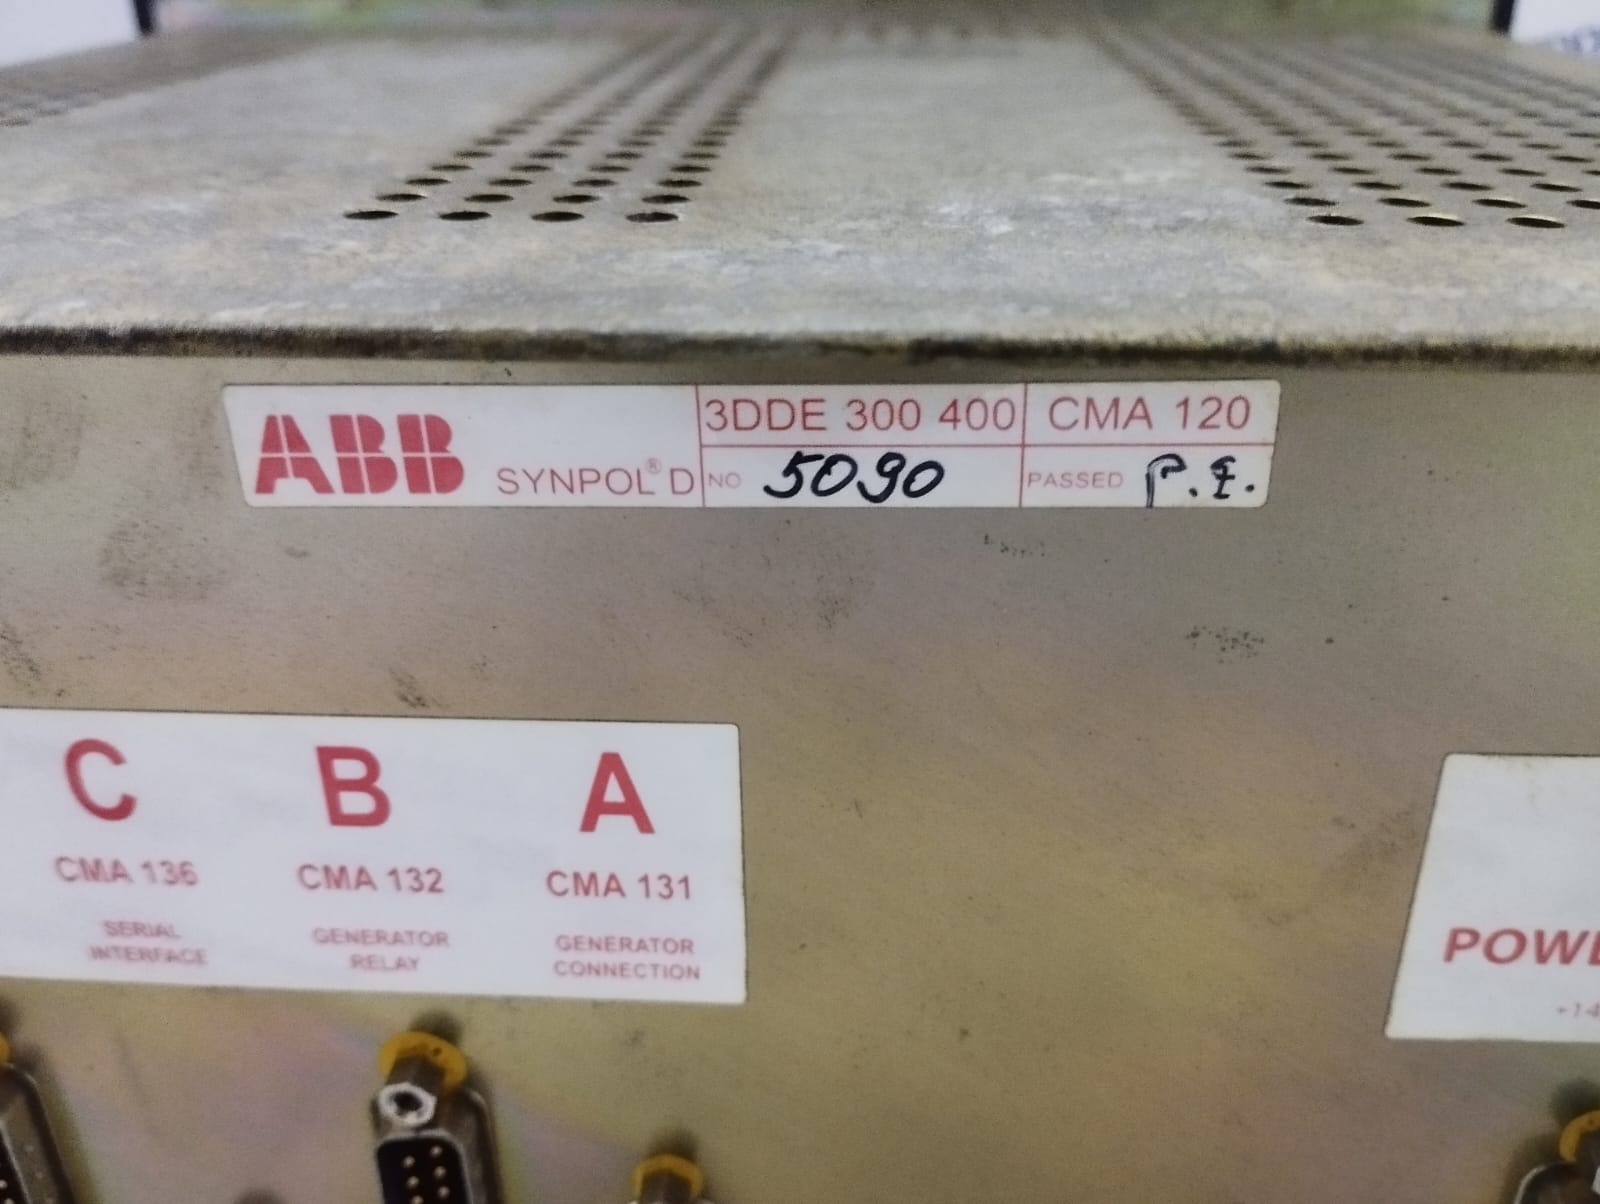 ABB SYNPOL® D
3DDE 300 400 CMA 120
NO 5090 PASSED P.I.
C B A
CMA 136 CMA 132 CMA 131
SERIAL INTERFACE
GENERATOR RELAY
GENERATOR CONNECTION